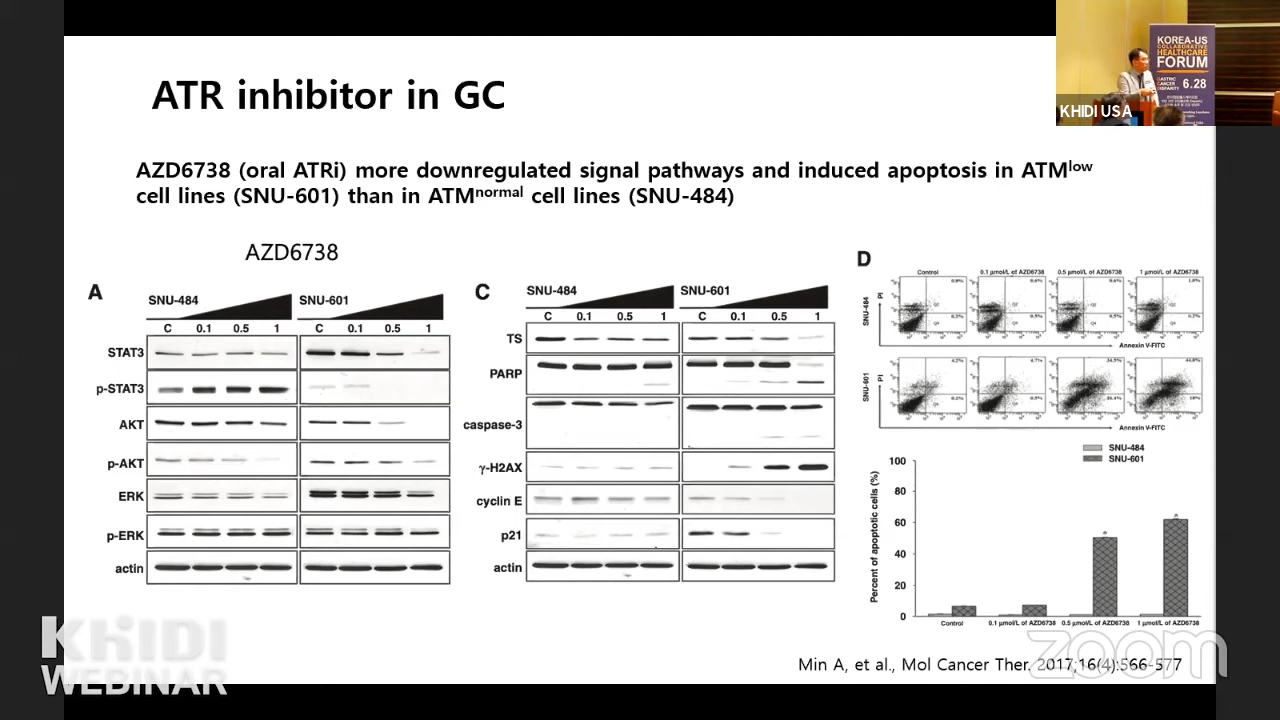 ATR inhibitor in GC
AZD6738 (oral ATRi) more downregulated signal pathways and induced apoptosis in ATMlow
cell lines (SNU-601) than in ATMnormal cell lines (SNU-484)
AZD6738
A
SNU-484
SNU-601
C 0.1 0.5 1 C 0.1 0.5 1
STAT3
p-STAT3
AKT
p-AKT
ERK
p-ERK
actin
C
SNU-484
SNU-601
C 0.1 0.5 1 C 0.1 0.5 1
TS
PARP
caspase-3
γ-H2AX
cyclin E
p21
actin
D
Control
0.1 μmol/L of AZD6738
0.5 μmol/L of AZD6738
1 μmol/L of AZD6738
SNU-484
PI
Annexin V-FITC
SNU-601
PI
Annexin V-FITC
SNU-484
SNU-601
Percent of apoptotic cells (%)
100
80
60
40
20
0
Control
0.1 μmol/L of AZD6738
0.5 μmol/L of AZD6738
1 μmol/L of AZD6738
Min A, et al., Mol Cancer Ther. 2017;16(4):566-577
KOREA-US
COLLABORATIVE
HEALTHCARE
FORUM
GASTRIC
CANCER
DISPARITY
6.28
KHIDI USA
KHIDI
WEBINAR
zoom